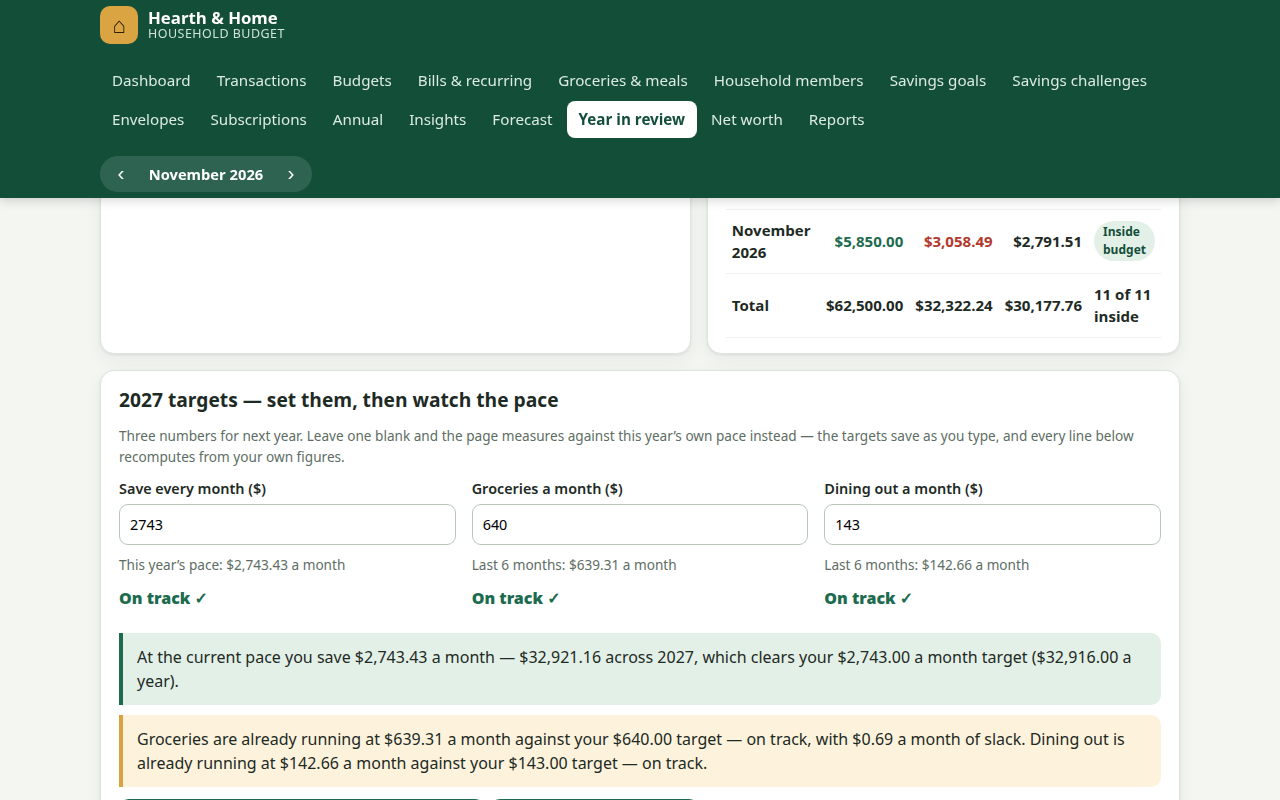 ⌂
Hearth & Home
HOUSEHOLD BUDGET
Dashboard Transactions Budgets Bills & recurring Groceries & meals Household members Savings goals Savings challenges
Envelopes Subscriptions Annual Insights Forecast Year in review Net worth Reports
‹ November 2026 ›
November 2026 $5,850.00 $3,058.49 $2,791.51 Inside budget
Total $62,500.00 $32,322.24 $30,177.76 11 of 11 inside
2027 targets — set them, then watch the pace
Three numbers for next year. Leave one blank and the page measures against this year’s own pace instead — the targets save as you type, and every line below
recomputes from your own figures.
Save every month ($) Groceries a month ($) Dining out a month ($)
2743 640 143
This year’s pace: $2,743.43 a month Last 6 months: $639.31 a month Last 6 months: $142.66 a month
On track ✓ On track ✓ On track ✓
At the current pace you save $2,743.43 a month — $32,921.16 across 2027, which clears your $2,743.00 a month target ($32,916.00 a
year).
Groceries are already running at $639.31 a month against your $640.00 target — on track, with $0.69 a month of slack. Dining out is
already running at $142.66 a month against your $143.00 target — on track.